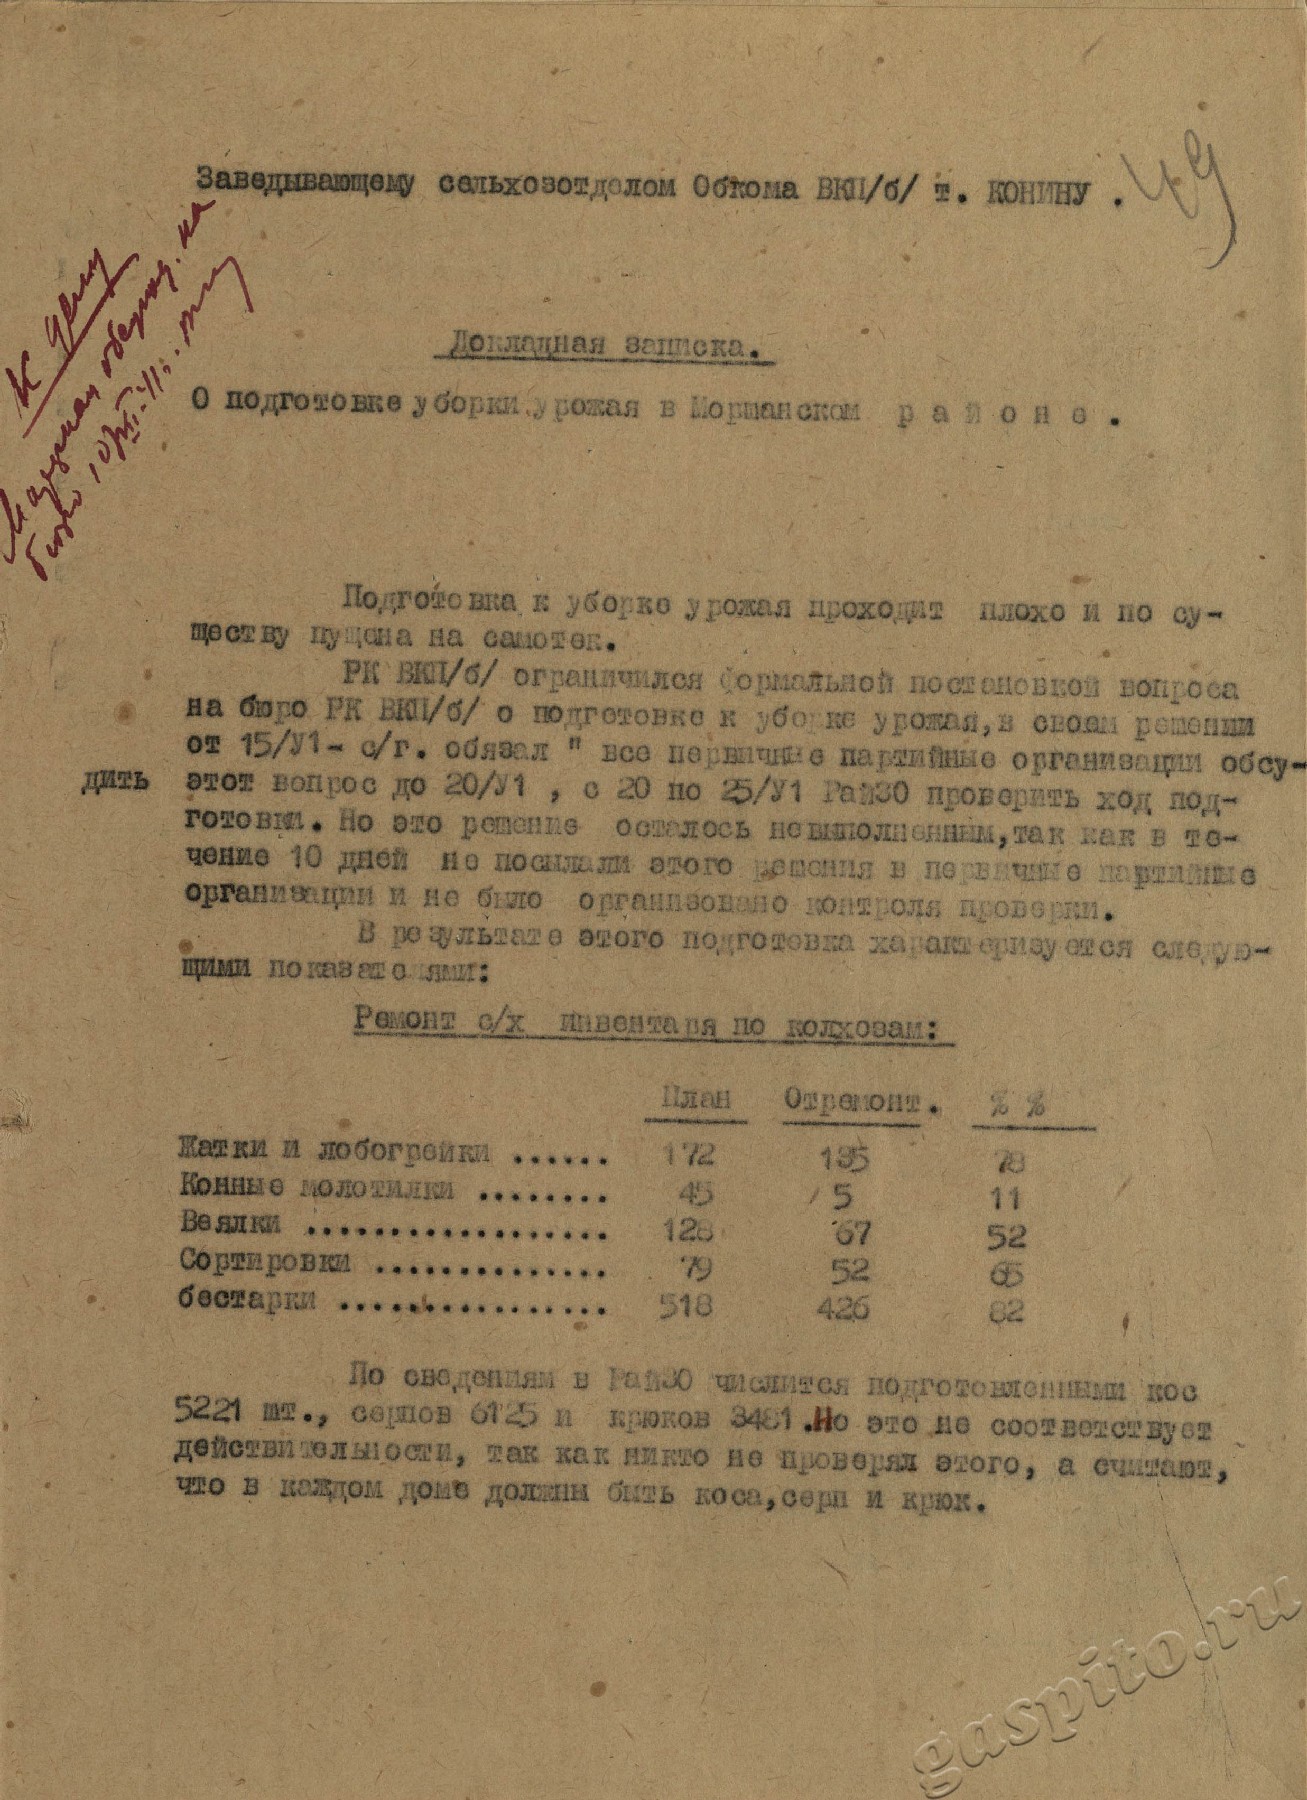 Заведывающему сельхозотделом Обкома ВКП/б/ т. КОНИНУ .
49
К делу
бюро
Докладная записка.
О подготовке уборки урожая в Моршанском р а й о н е .
Подготовка к уборке урожая проходит плохо и по су-
ществу пущена на самотек.
РК ВКП/б/ ограничился формальной постановкой вопроса
на бюро РК ВКП/б/ о подготовке к уборке урожая,в своем решении
от 15/У1- с/г. обязал " все первичные партийные организации обсу-
дить этот вопрос до 20/У1 , с 20 по 25/У1 РайЗО проверить ход под-
готовки. Но это решение осталось невыполненным,так как в те-
чение 10 дней не посылали этого решения в первичные партийные
организации и не было организовано контроля проверки.
В результате этого подготовка характеризуется следую-
щими показателями:
Ремонт с/х инвентаря по колхозам:
План Отремонт. % %
Жатки и лобогрейки ...... 172 135 78
Конные молотилки ........ 45 5 11
Веялки .................. 128 67 52
Сортировки .............. 79 52 65
бестарки ................ 518 426 82
По сведениям в РайЗО числится подготовленными кос
5221 шт., серпов 6125 и крюков 3481 .Но это не соответствует
действительности, так как никто не проверял этого, а считают,
что в каждом доме должны быть коса,серп и крюк.
gaspito.ru